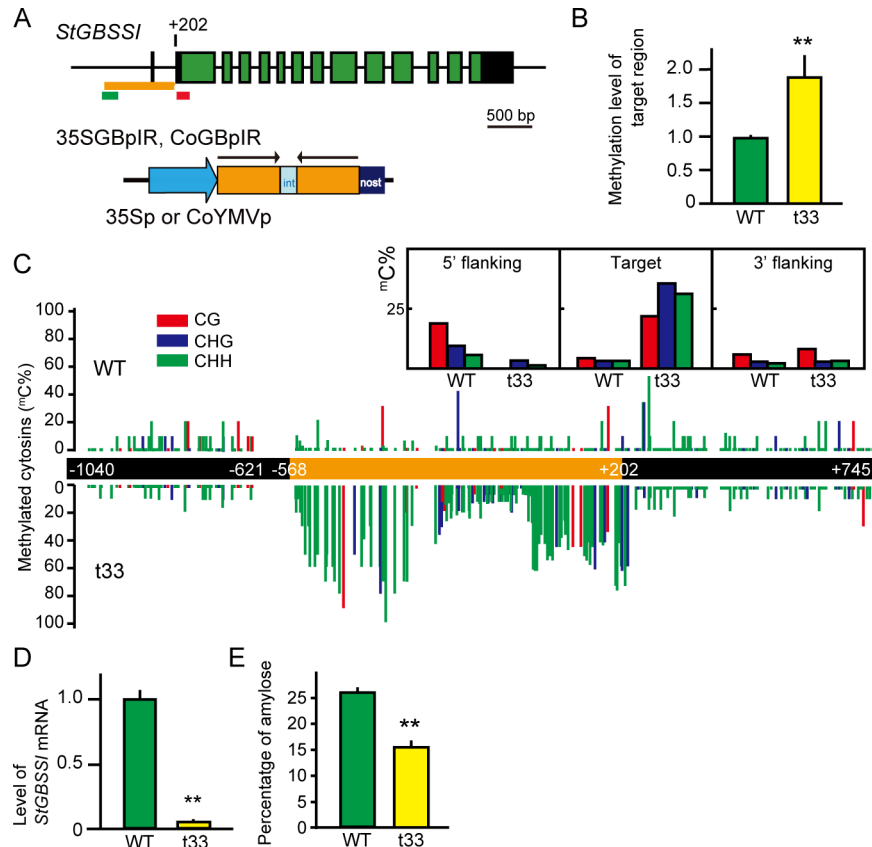 A
StGBSSI
+202
500 bp
35SGBpIR, CoGBpIR
int
nost
35Sp or CoYMVp
B
Methylation level of
target region
2.0
1.5
1.0
0.5
0
**
WT
t33
C
mC%
25
5' flanking
Target
3' flanking
WT
t33
WT
t33
WT
t33
CG
CHG
CHH
Methylated cytosins (mC%)
100
80
60
40
20
0
WT
-1040
-621
-568
+202
+745
0
20
40
60
80
100
t33
D
Level of
StGBSSI mRNA
1.0
0.5
0
**
WT
t33
E
Percentatge of amylose
25
20
15
10
5
0
**
WT
t33